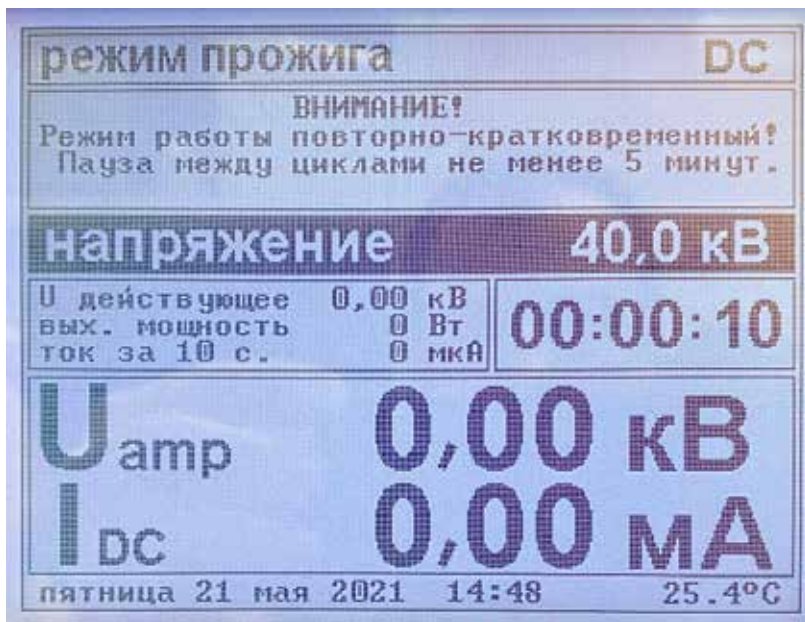 режим прожига DC
ВНИМАНИЕ!
Режим работы повторно-кратковременный!
Пауза между циклами не менее 5 минут.
напряжение 40,0 кВ
U действующее 0,00 кВ
вых. мощность 0 Вт
ток за 10 с. 0 мкА
00:00:10
Uamp 0,00 кВ
IDC 0,00 мА
пятница 21 мая 2021 14:48 25.4°C